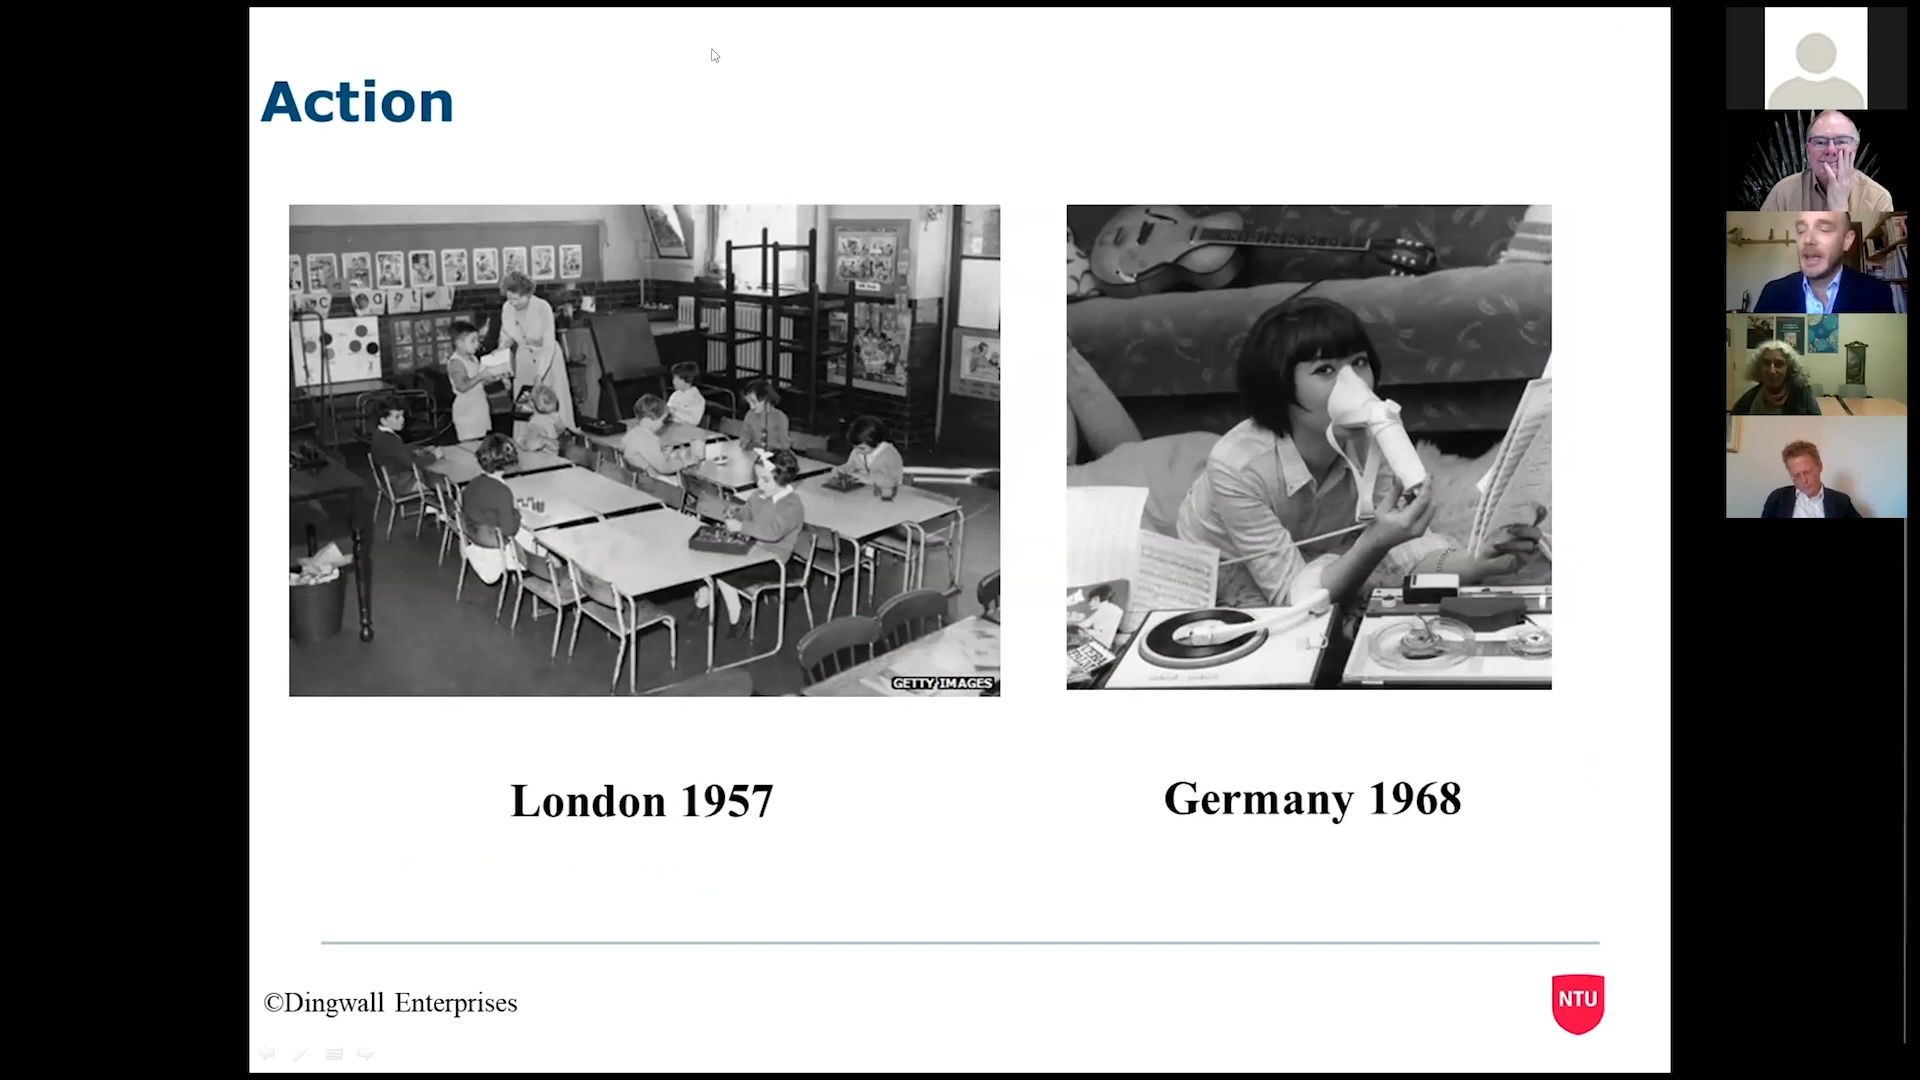 Action
GETTY IMAGES
London 1957
Germany 1968
©Dingwall Enterprises
NTU